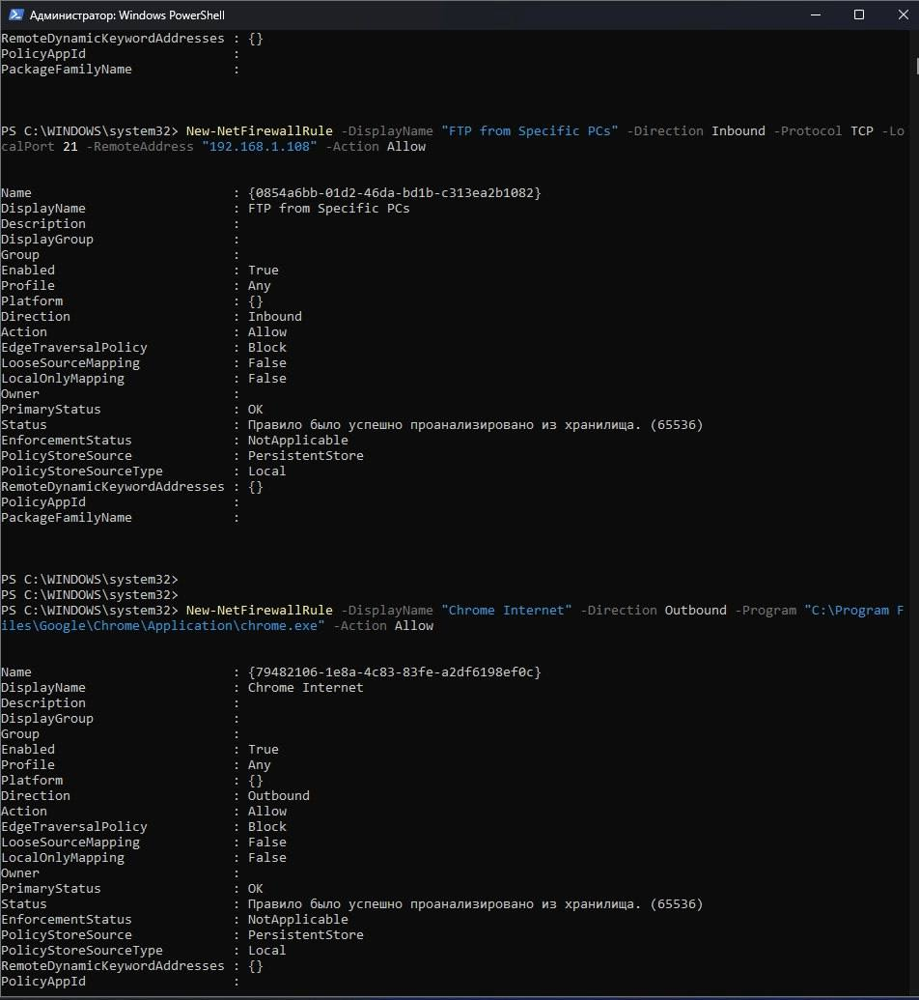 Администратор: Windows PowerShell
RemoteDynamicKeywordAddresses : {}
PolicyAppId                   :
PackageFamilyName             :
PS C:\WINDOWS\system32> New-NetFirewallRule -DisplayName "FTP from Specific PCs" -Direction Inbound -Protocol TCP -Lo
calPort 21 -RemoteAddress "192.168.1.108" -Action Allow
Name                          : {0854a6bb-01d2-46da-bd1b-c313ea2b1082}
DisplayName                   : FTP from Specific PCs
Description                   :
DisplayGroup                  :
Group                         :
Enabled                       : True
Profile                       : Any
Platform                      : {}
Direction                     : Inbound
Action                        : Allow
EdgeTraversalPolicy           : Block
LooseSourceMapping            : False
LocalOnlyMapping              : False
Owner                         :
PrimaryStatus                 : OK
Status                        : Правило было успешно проанализировано из хранилища. (65536)
EnforcementStatus             : NotApplicable
PolicyStoreSource             : PersistentStore
PolicyStoreSourceType         : Local
RemoteDynamicKeywordAddresses : {}
PolicyAppId                   :
PackageFamilyName             :
PS C:\WINDOWS\system32>
PS C:\WINDOWS\system32>
PS C:\WINDOWS\system32> New-NetFirewallRule -DisplayName "Chrome Internet" -Direction Outbound -Program "C:\Program F
iles\Google\Chrome\Application\chrome.exe" -Action Allow
Name                          : {79482106-1e8a-4c83-83fe-a2df6198ef0c}
DisplayName                   : Chrome Internet
Description                   :
DisplayGroup                  :
Group                         :
Enabled                       : True
Profile                       : Any
Platform                      : {}
Direction                     : Outbound
Action                        : Allow
EdgeTraversalPolicy           : Block
LooseSourceMapping            : False
LocalOnlyMapping              : False
Owner                         :
PrimaryStatus                 : OK
Status                        : Правило было успешно проанализировано из хранилища. (65536)
EnforcementStatus             : NotApplicable
PolicyStoreSource             : PersistentStore
PolicyStoreSourceType         : Local
RemoteDynamicKeywordAddresses : {}
PolicyAppId                   :